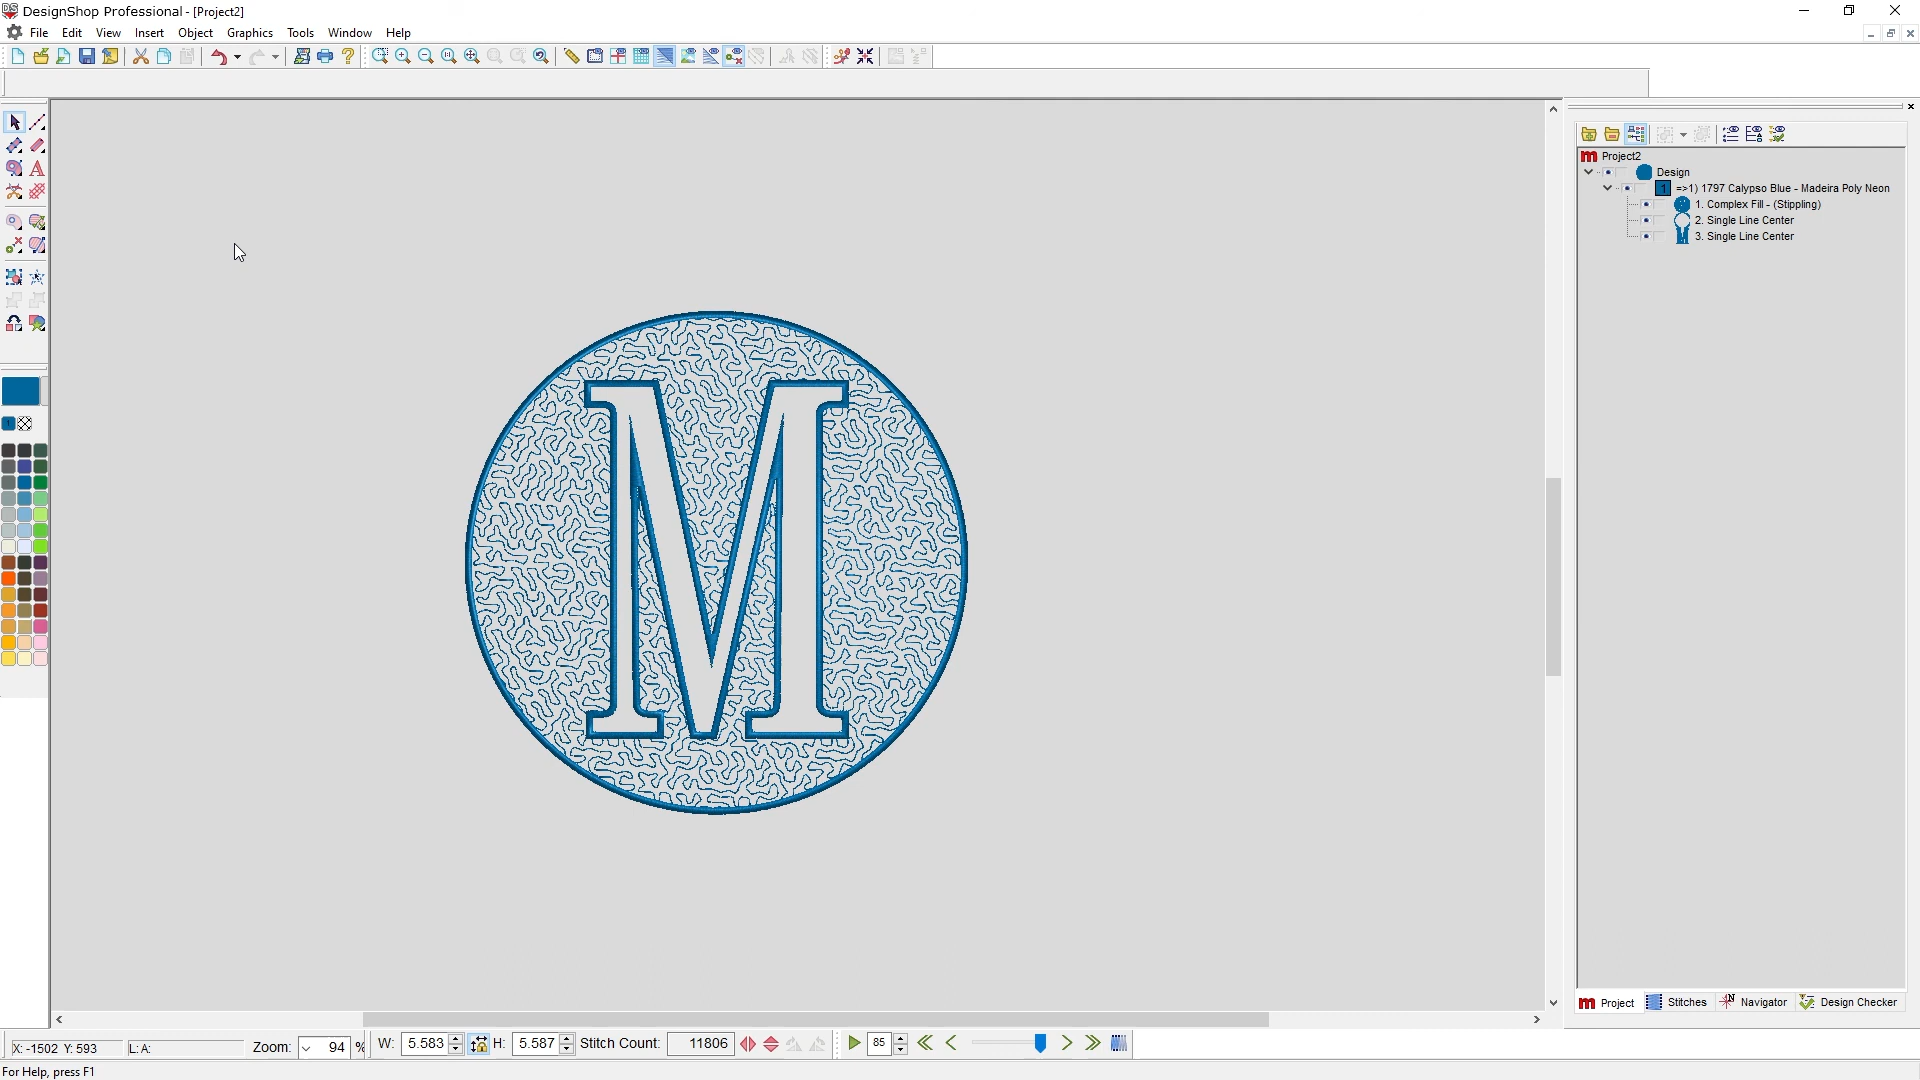 DesignShop Professional - [Project2]
File Edit View Insert Object Graphics Tools Window Help
Project2
Design
1 =>1) 1797 Calypso Blue - Madeira Poly Neon
1. Complex Fill - (Stippling)
2. Single Line Center
3. Single Line Center
M
Project Stitches Navigator Design Checker
X: -1502 Y: 593 L: A: Zoom: 94 % W: 5.583 H: 5.587 Stitch Count: 11806 85
For Help, press F1